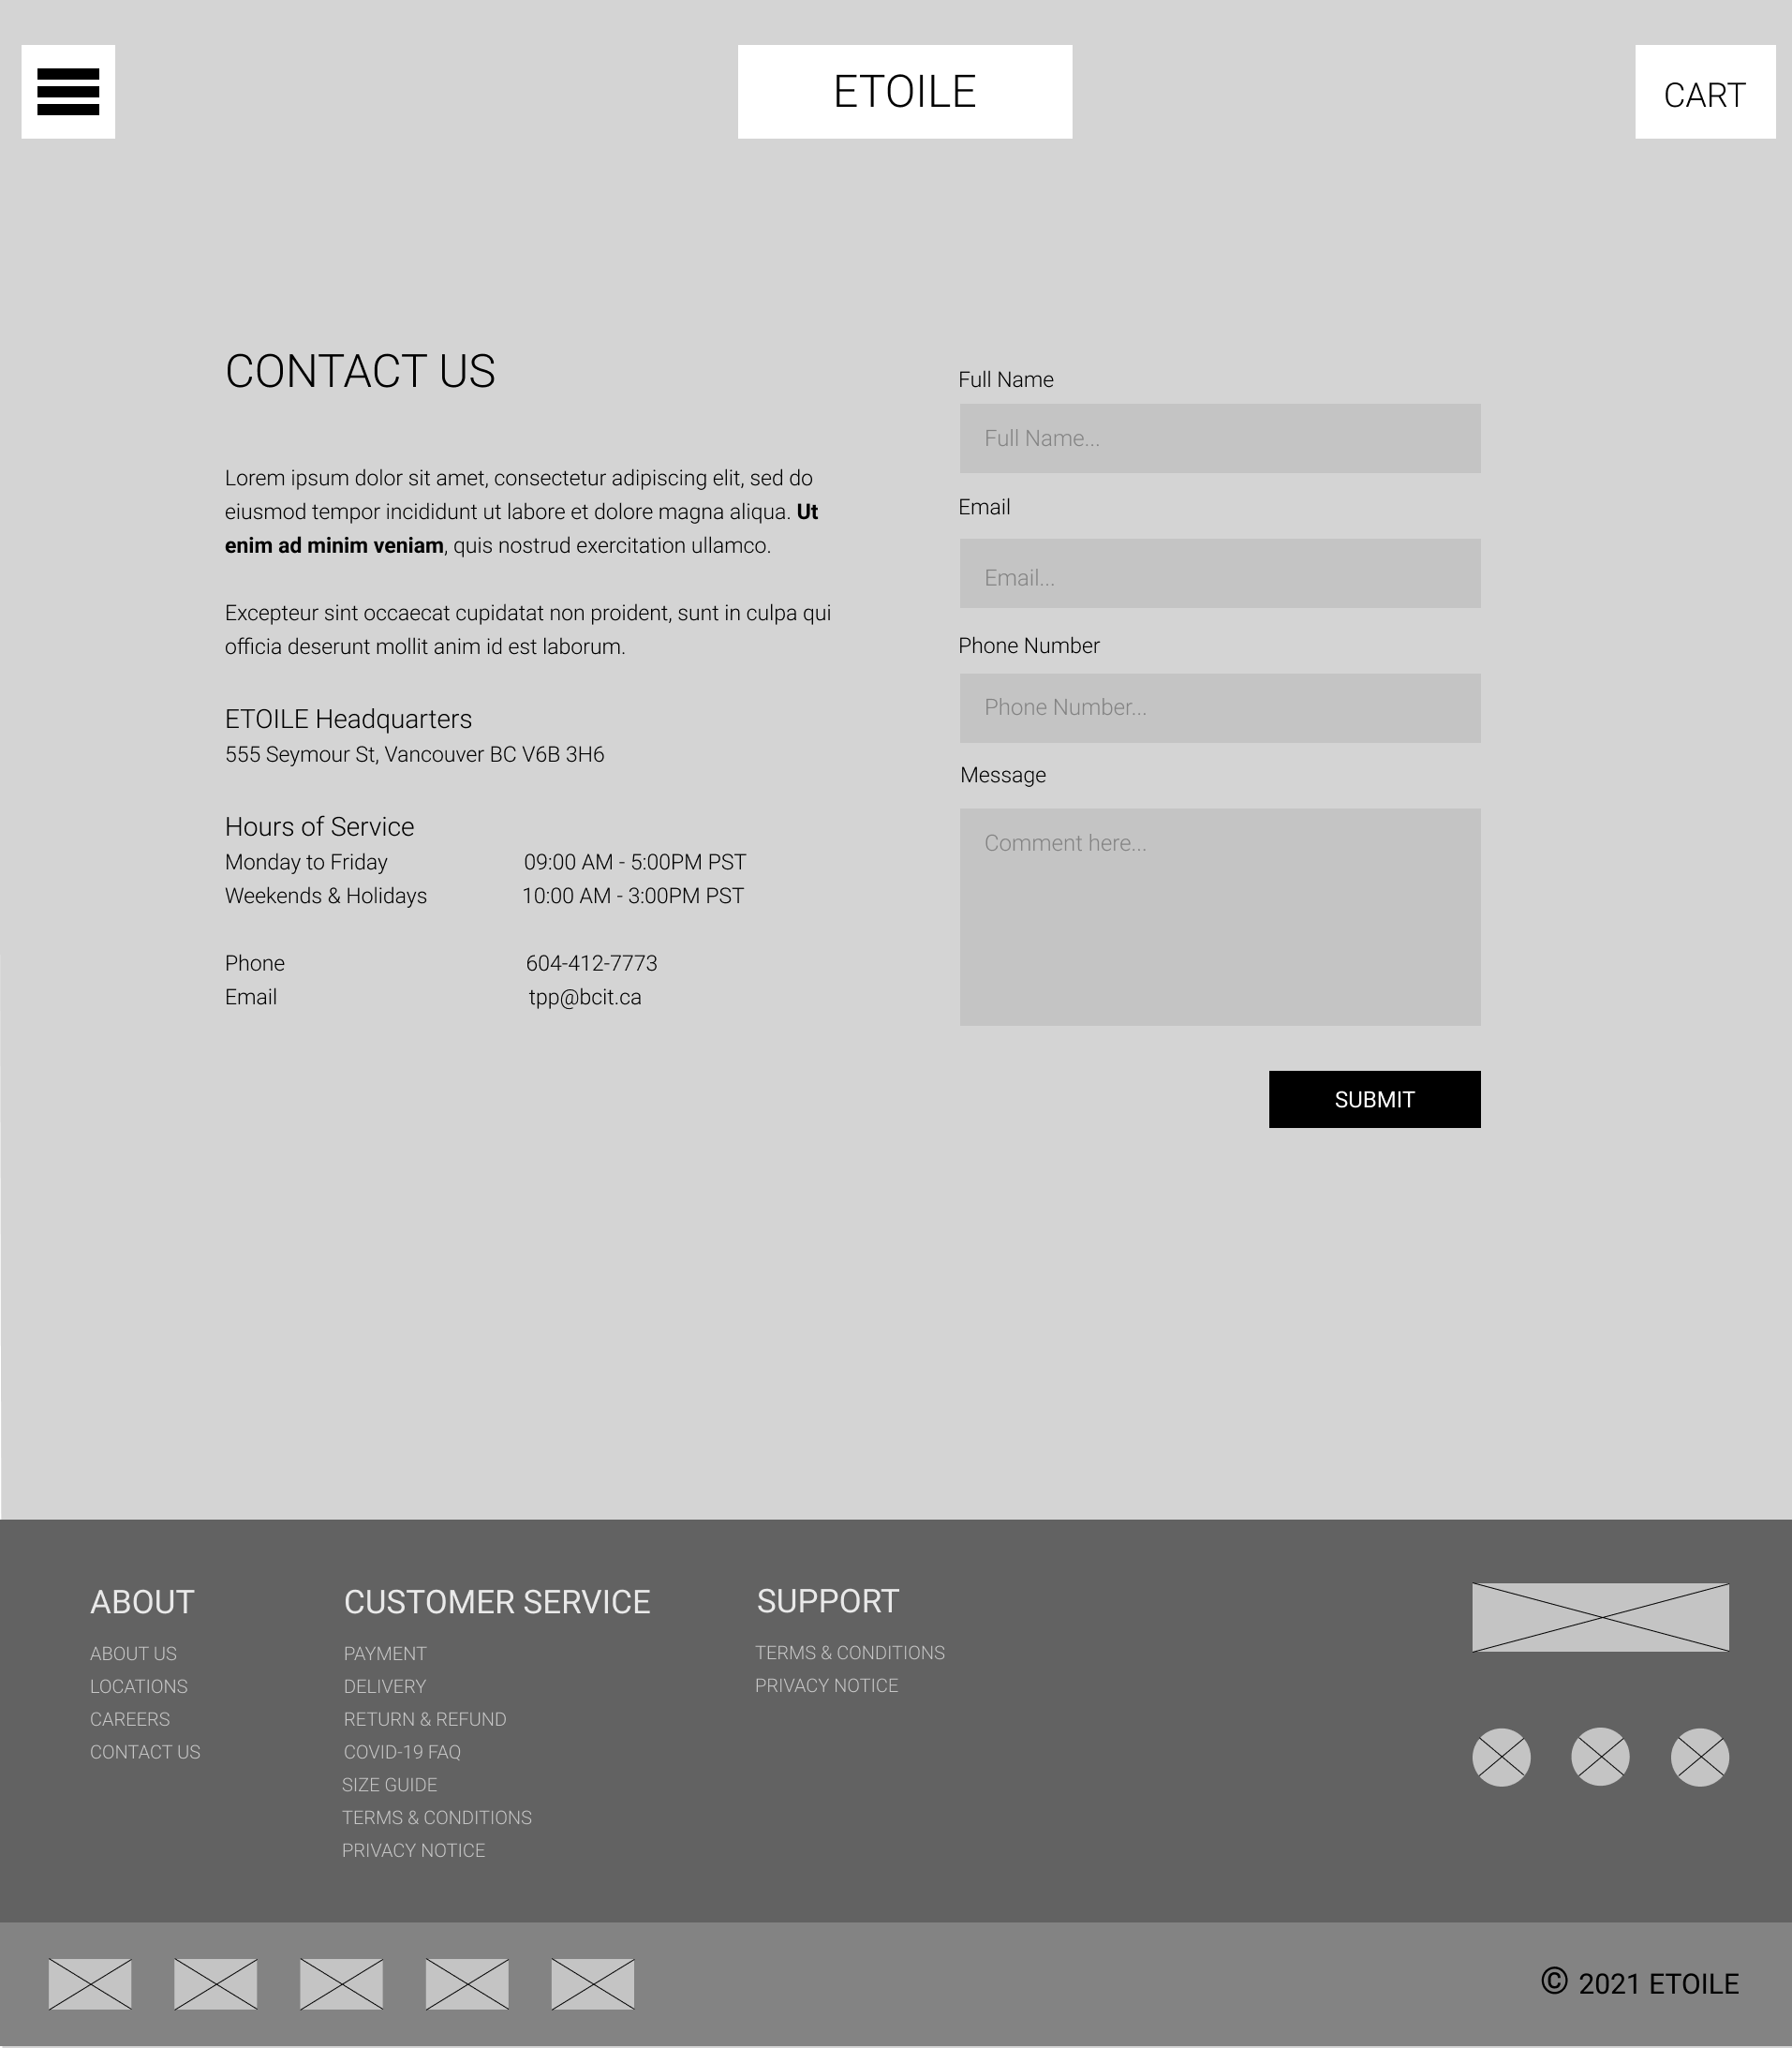 ETOILE
CART
CONTACT US
Lorem ipsum dolor sit amet, consectetur adipiscing elit, sed do
eiusmod tempor incididunt ut labore et dolore magna aliqua. Ut
enim ad minim veniam, quis nostrud exercitation ullamco.
Excepteur sint occaecat cupidatat non proident, sunt in culpa qui
officia deserunt mollit anim id est laborum.
ETOILE Headquarters
555 Seymour St, Vancouver BC V6B 3H6
Hours of Service
Monday to Friday 09:00 AM - 5:00PM PST
Weekends & Holidays 10:00 AM - 3:00PM PST
Phone 604-412-7773
Email tpp@bcit.ca
Full Name
Full Name...
Email
Email...
Phone Number
Phone Number...
Message
Comment here...
SUBMIT
ABOUT
ABOUT US
LOCATIONS
CAREERS
CONTACT US
CUSTOMER SERVICE
PAYMENT
DELIVERY
RETURN & REFUND
COVID-19 FAQ
SIZE GUIDE
TERMS & CONDITIONS
PRIVACY NOTICE
SUPPORT
TERMS & CONDITIONS
PRIVACY NOTICE
© 2021 ETOILE